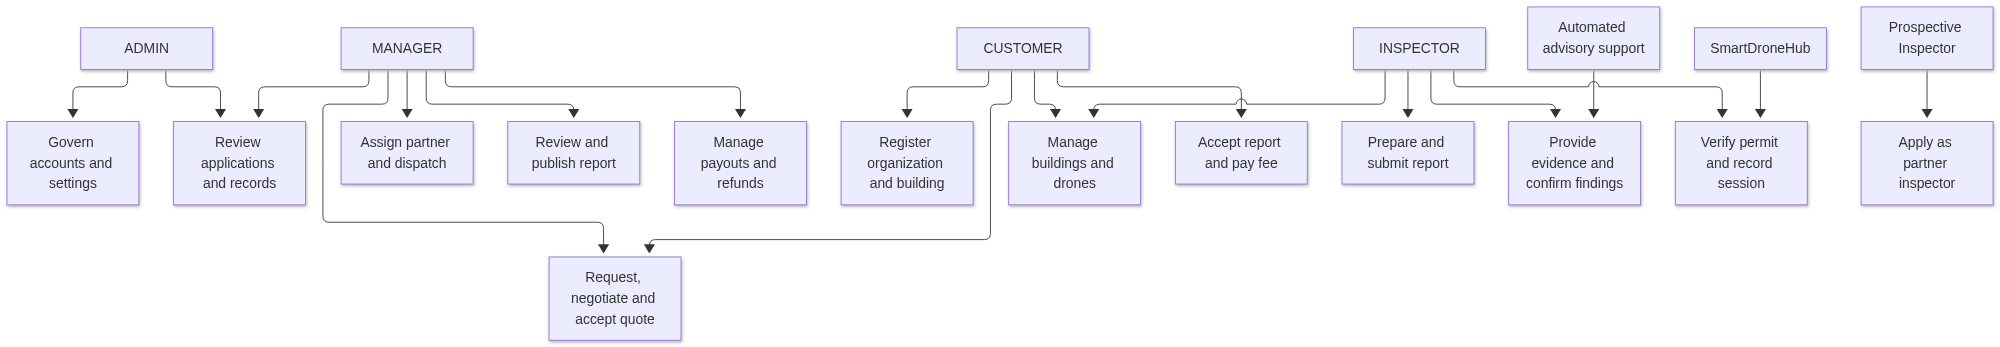 ADMIN
MANAGER
CUSTOMER
INSPECTOR
Automated
advisory support
SmartDroneHub
Prospective
Inspector
Govern
accounts and
settings
Review
applications
and records
Assign partner
and dispatch
Review and
publish report
Manage
payouts and
refunds
Register
organization
and building
Manage
buildings and
drones
Accept report
and pay fee
Prepare and
submit report
Provide
evidence and
confirm findings
Verify permit
and record
session
Apply as
partner
inspector
Request,
negotiate and
accept quote